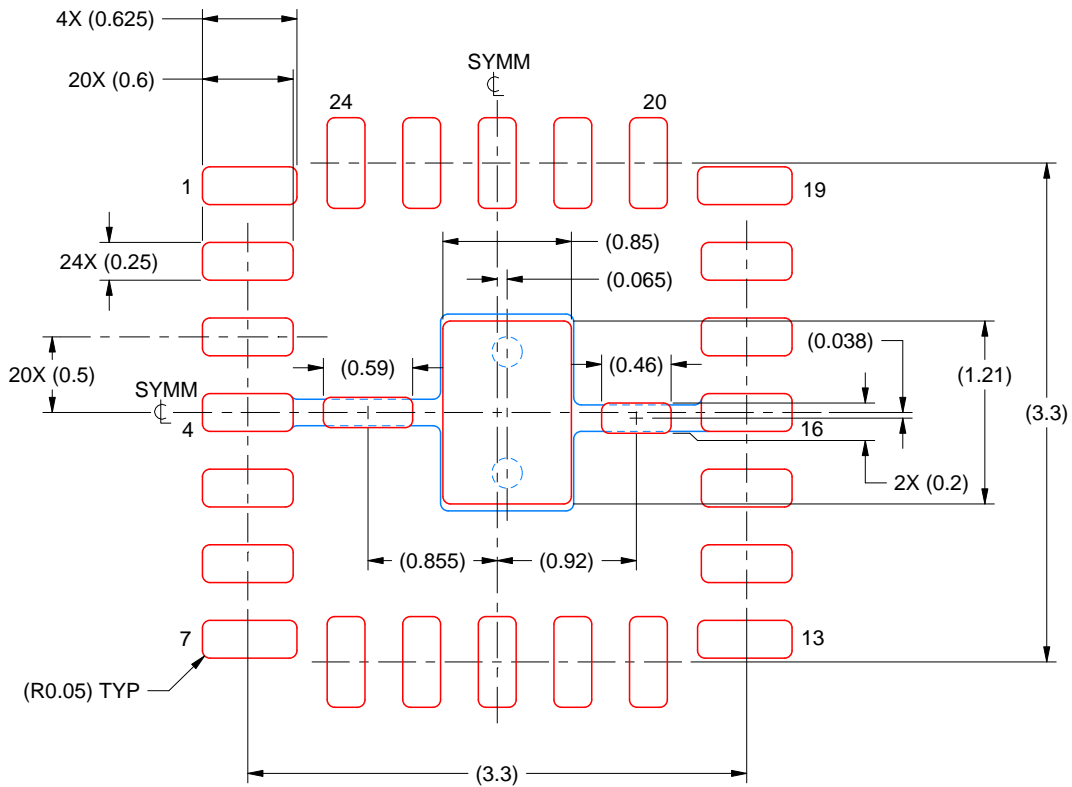 4X (0.625)
SYMM
20X (0.6)
24
20
1
19
(0.85)
24X (0.25)
(0.065)
(0.038)
(0.59)
(0.46)
20X (0.5)
(1.21)
SYMM
(3.3)
4
16
2X (0.2)
(0.855)
(0.92)
7
13
(R0.05) TYP
(3.3)